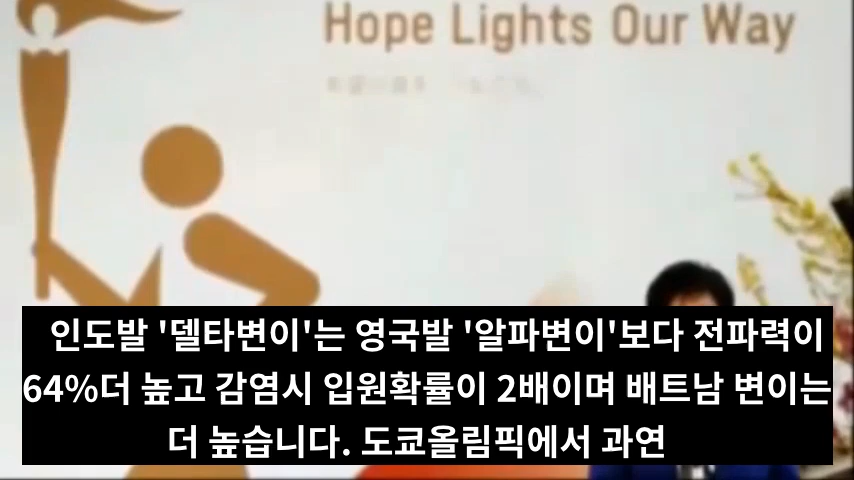 Hope Lights Our Way
인도발 '델타변이'는 영국발 '알파변이'보다 전파력이
64%더 높고 감염시 입원확률이 2배이며 배트남 변이는
더 높습니다. 도쿄올림픽에서 과연